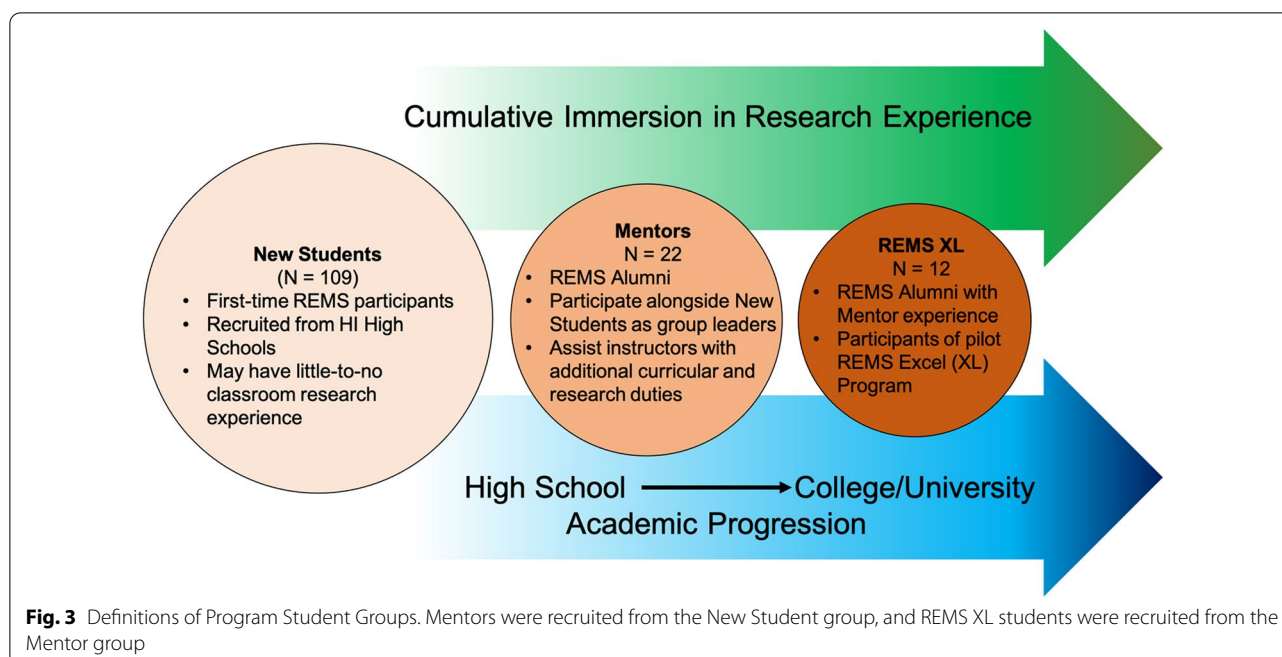 Cumulative Immersion in Research Experience
New Students
(N = 109)
• First-time REMS participants
• Recruited from HI High
Schools
• May have little-to-no
classroom research
experience
Mentors
N = 22
• REMS Alumni
• Participate alongside New
Students as group leaders
• Assist instructors with
additional curricular and
research duties
REMS XL
N = 12
• REMS Alumni with
Mentor experience
• Participants of pilot
REMS Excel (XL)
Program
High School
College/University
Academic Progression
Fig. 3 Definitions of Program Student Groups. Mentors were recruited from the New Student group, and REMS XL students were recruited from the
Mentor group